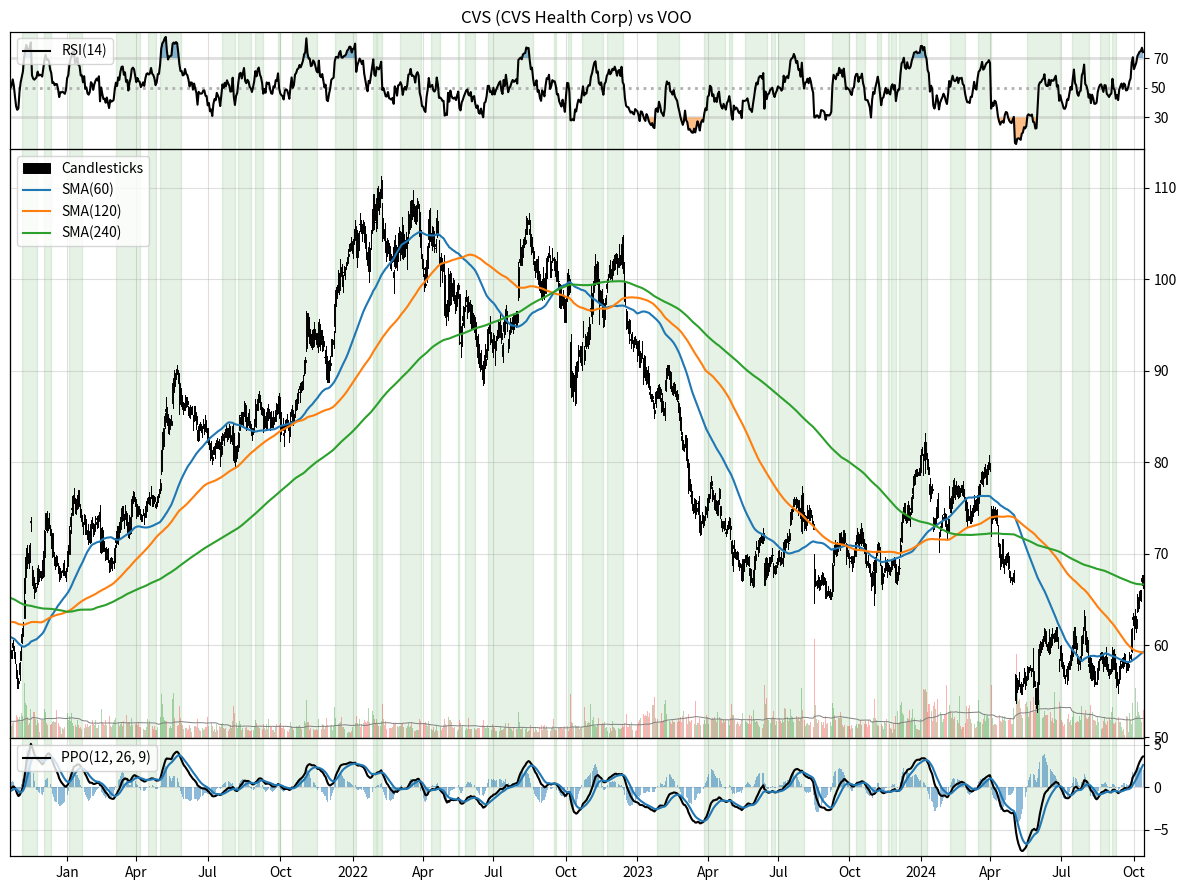 CVS (CVS Health Corp) vs VOO
RSI(14)
70
50
30
Candlesticks
SMA(60)
SMA(120)
SMA(240)
110
100
90
80
70
60
50
PPO(12, 26, 9)
5
0
−5
Jan Apr Jul Oct 2022 Apr Jul Oct 2023 Apr Jul Oct 2024 Apr Jul Oct